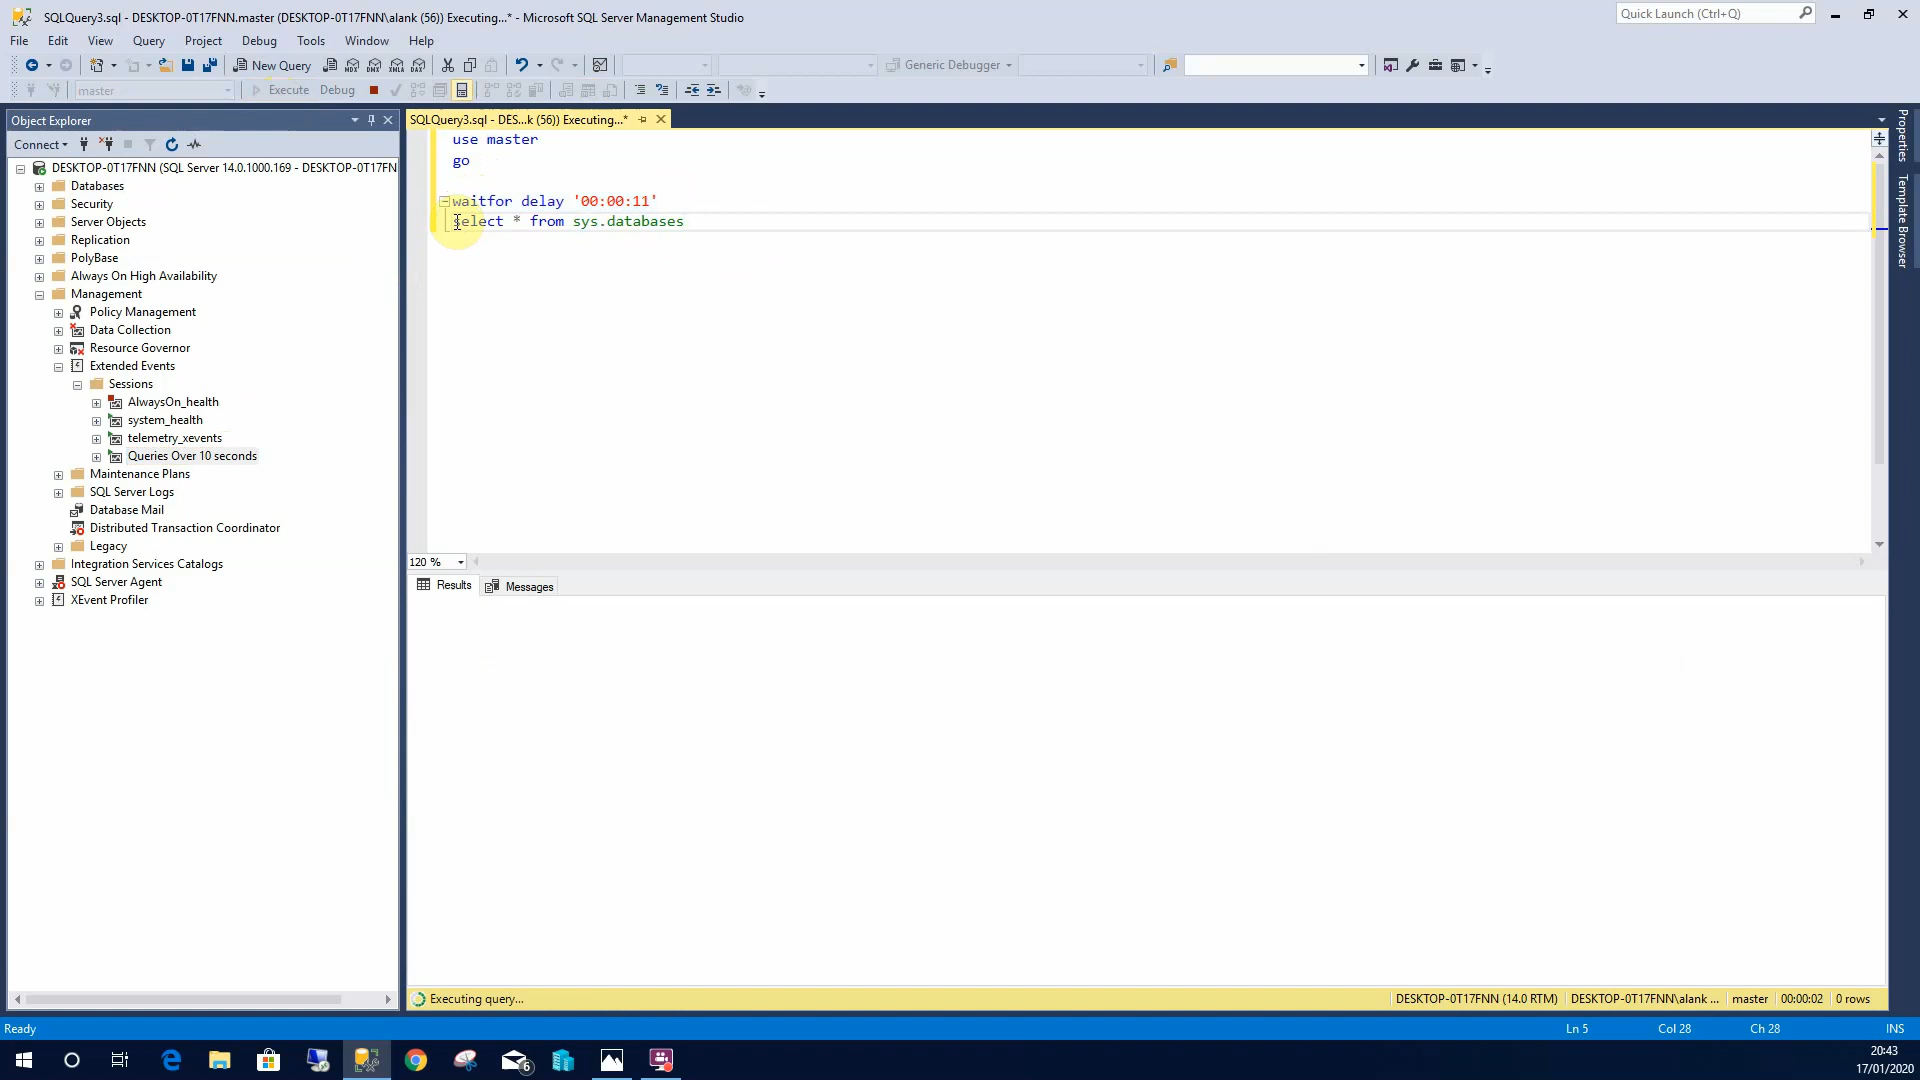 SQLQuery3.sql - DESKTOP-0T17FNN.master (DESKTOP-0T17FNN\alank (56)) Executing...* - Microsoft SQL Server Management Studio
Quick Launch (Ctrl+Q)
File Edit View Query Project Debug Tools Window Help
New Query
MDX DMX XMLA DAX
Generic Debugger
master
Execute Debug
Object Explorer
SQLQuery3.sql - DES...k (56)) Executing...*
Connect
DESKTOP-0T17FNN (SQL Server 14.0.1000.169 - DESKTOP-0T17FN
Databases
Security
Server Objects
Replication
PolyBase
Always On High Availability
Management
Policy Management
Data Collection
Resource Governor
Extended Events
Sessions
AlwaysOn_health
system_health
telemetry_xevents
Queries Over 10 seconds
Maintenance Plans
SQL Server Logs
Database Mail
Distributed Transaction Coordinator
Legacy
Integration Services Catalogs
SQL Server Agent
XEvent Profiler
use master
go
waitfor delay '00:00:11'
select * from sys.databases
Properties
Template Browser
120 %
Results Messages
Executing query...
DESKTOP-0T17FNN (14.0 RTM) DESKTOP-0T17FNN\alank ... master 00:00:02 0 rows
Ready
Ln 5 Col 28 Ch 28 INS
6
20:43
17/01/2020